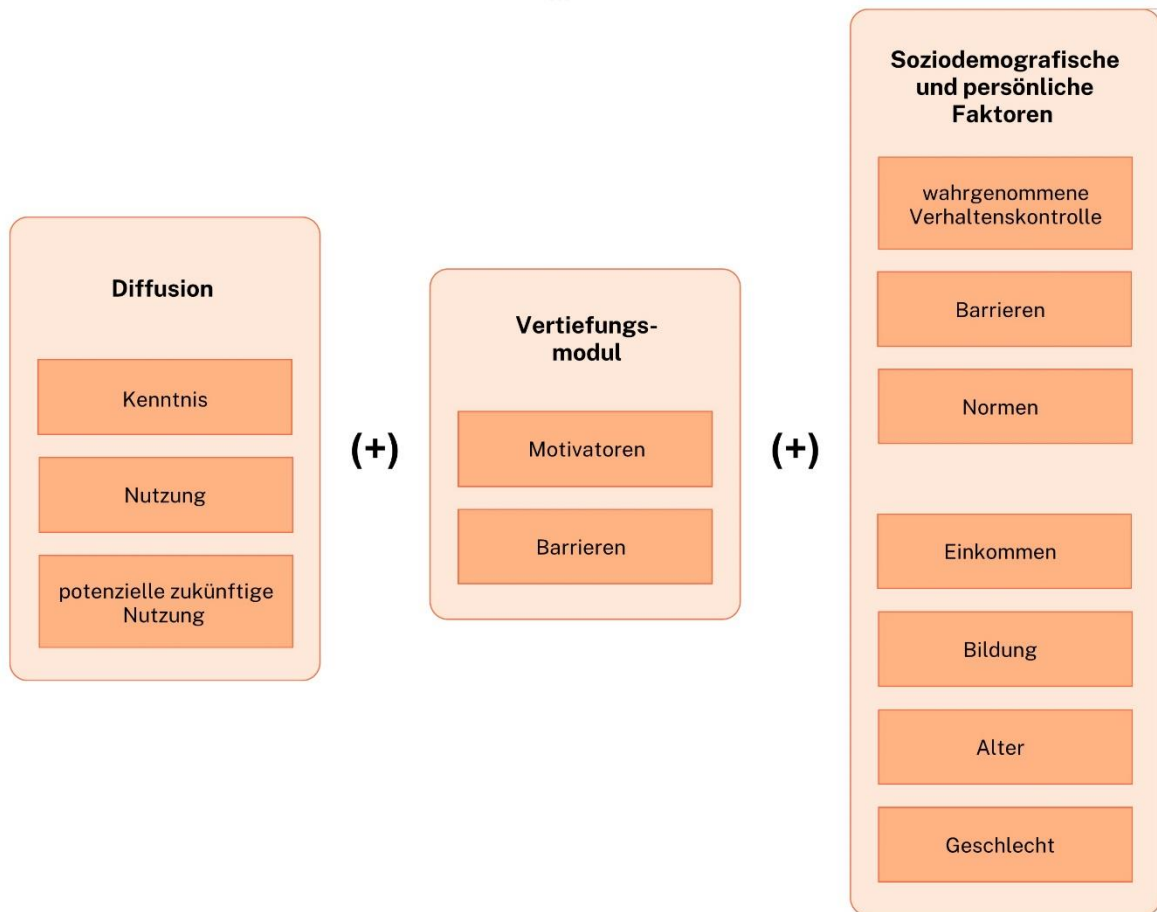 Diffusion
Kenntnis
Nutzung
potenzielle zukünftige
Nutzung
(+)
Vertiefungs-
modul
Motivatoren
Barrieren
(+)
Soziodemografische
und persönliche
Faktoren
wahrgenommene
Verhaltenskontrolle
Barrieren
Normen
Einkommen
Bildung
Alter
Geschlecht